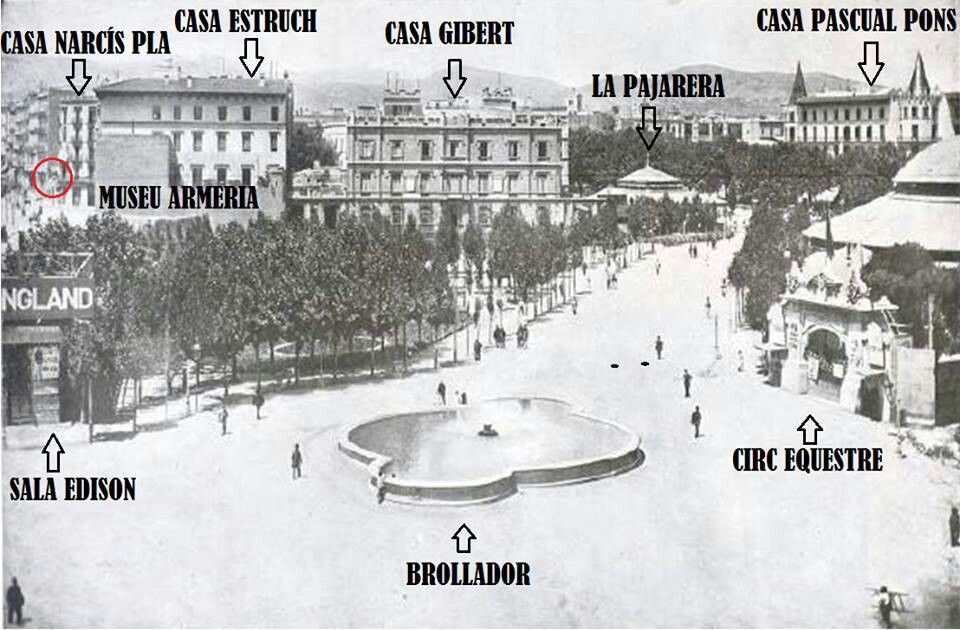 CASA NARCÍS PLA
CASA ESTRUCH
CASA GIBERT
LA PAJARERA
CASA PASCUAL PONS
MUSEU ARMERIA
NGLAND
SALA EDISON
CIRC EQUESTRE
BROLLADOR